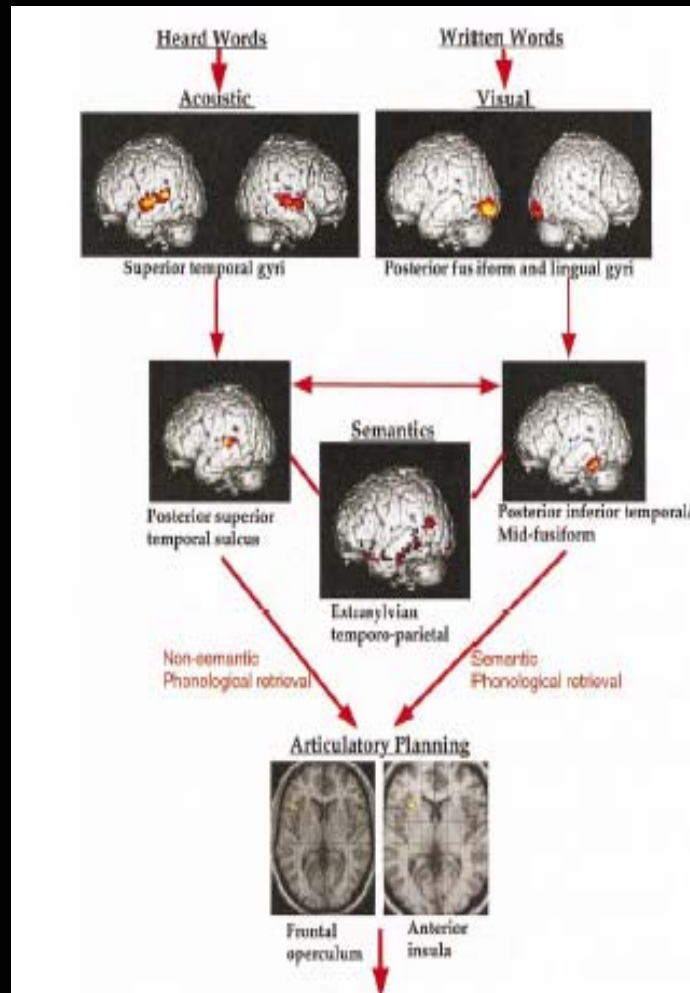 Heard Words
Written Words
Acoustic
Visual
Superior temporal gyri
Posterior fusiform and lingual gyri
Semantics
Posterior superior
temporal sulcus
Posterior inferior temporal/
Mid-fusiform
Extrasylvian
temporo-parietal
Non-semantic
Phonological retrieval
Semantic
Phonological retrieval
Articulatory Planning
Frontal
operculum
Anterior
insula